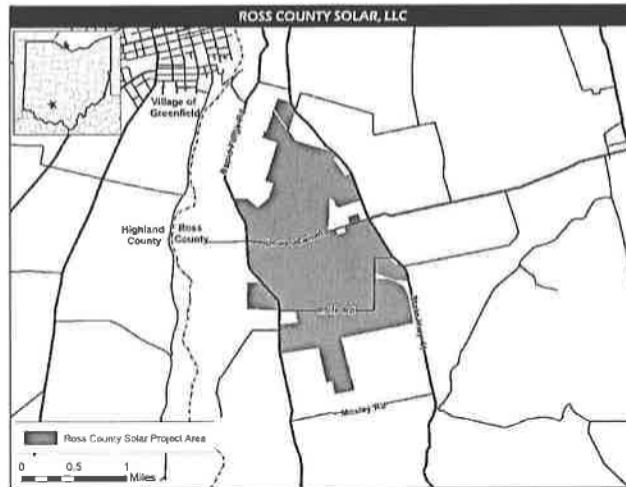 ROSS COUNTY SOLAR, LLC
Village of
Greenfield
Highland
County
Ross
County
Mosley Rd
Ross County Solar Project Area
0 0.5 1
Miles